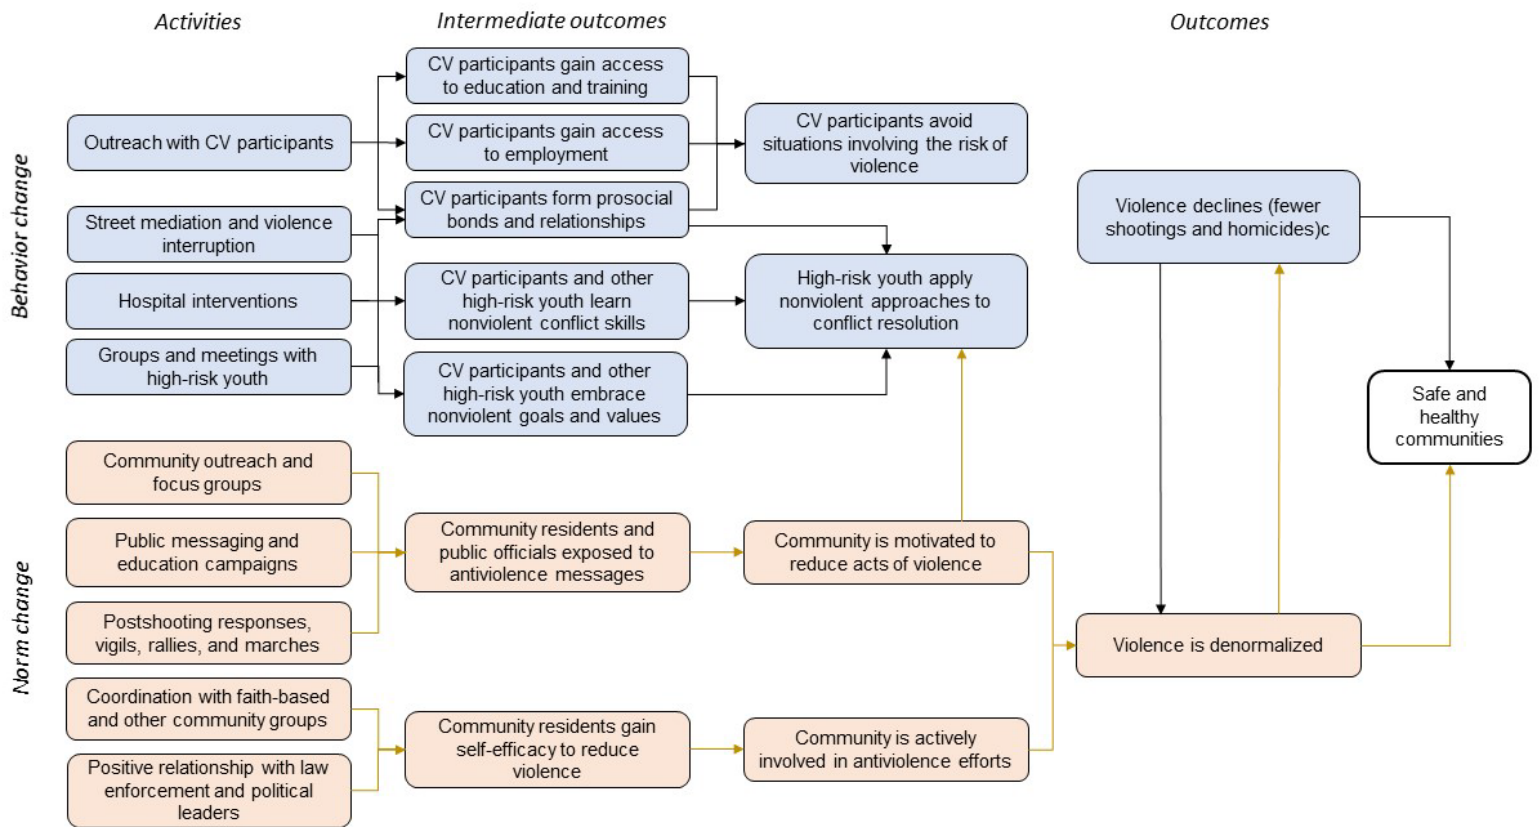 Activities
Intermediate outcomes
Outcomes
Behavior change
Norm change
Outreach with CV participants
Street mediation and violence
interruption
Hospital interventions
Groups and meetings with
high-risk youth
Community outreach and
focus groups
Public messaging and
education campaigns
Postshooting responses,
vigils, rallies, and marches
Coordination with faith-based
and other community groups
Positive relationship with law
enforcement and political
leaders
CV participants gain access
to education and training
CV participants gain access
to employment
CV participants form prosocial
bonds and relationships
CV participants and other
high-risk youth learn
nonviolent conflict skills
CV participants and other
high-risk youth embrace
nonviolent goals and values
Community residents and
public officials exposed to
antiviolence messages
Community residents gain
self-efficacy to reduce
violence
CV participants avoid
situations involving the risk of
violence
High-risk youth apply
nonviolent approaches to
conflict resolution
Community is motivated to
reduce acts of violence
Community is actively
involved in antiviolence efforts
Violence declines (fewer
shootings and homicides)c
Violence is denormalized
Safe and
healthy
communities